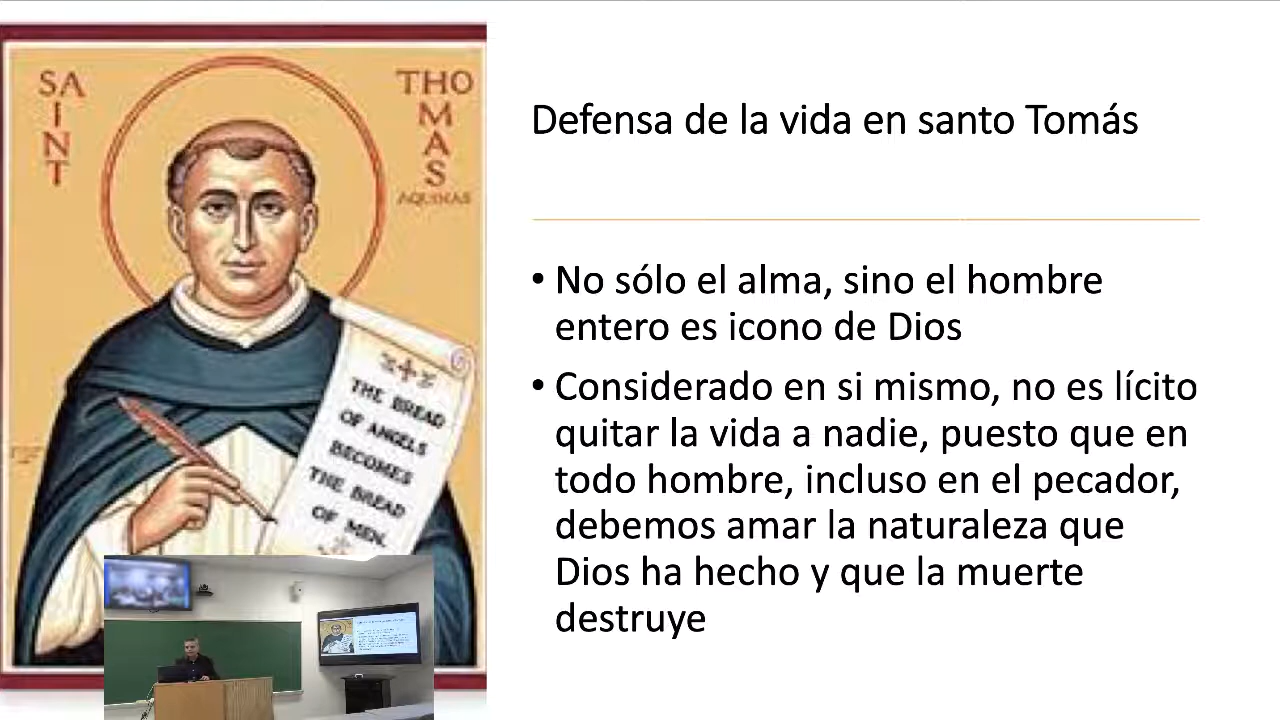 SAINT
THOMAS
AQUINAS
THE BREAD
OF ANGELS
BECOMES
THE BREAD
OF MEN.
Defensa de la vida en santo Tomás
• No sólo el alma, sino el hombre
entero es icono de Dios
• Considerado en si mismo, no es lícito
quitar la vida a nadie, puesto que en
todo hombre, incluso en el pecador,
debemos amar la naturaleza que
Dios ha hecho y que la muerte
destruye